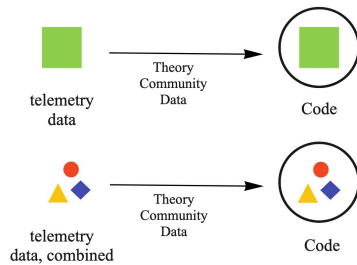 telemetry
data
Theory
Community
Data
Code
telemetry
data, combined
Theory
Community
Data
Code